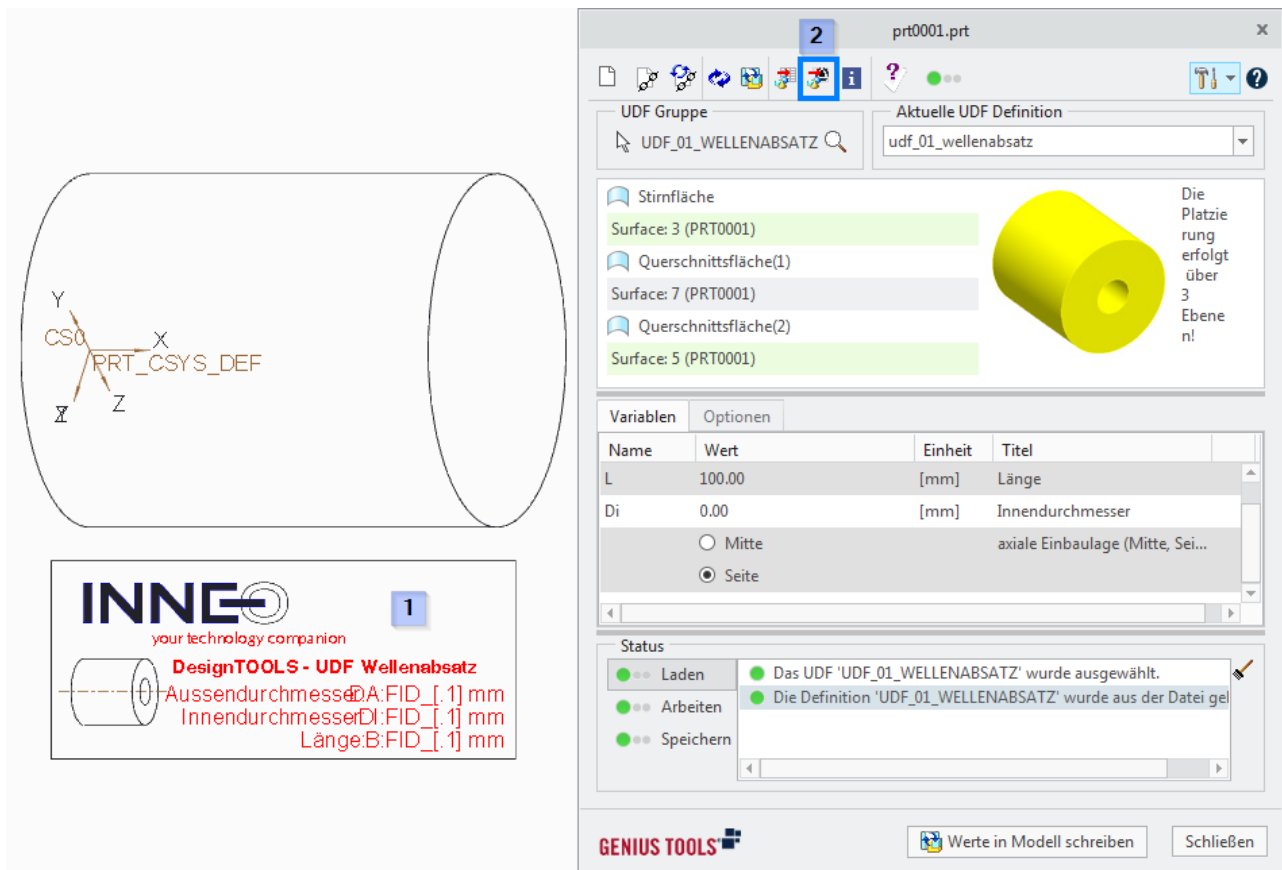 2
prt0001.prt
UDF Gruppe
Aktuelle UDF Definition
UDF_01_WELLENABSATZ
udf_01_wellenabsatz
Stirnfläche
Surface: 3 (PRT0001)
Querschnittsfläche(1)
Surface: 7 (PRT0001)
Querschnittsfläche(2)
Surface: 5 (PRT0001)
Die
Platzie
rung
erfolgt
über
3
Ebene
n!
Y
CS0
X
PRT_CSYS_DEF
Z
Variablen Optionen
Name Wert Einheit Titel
L 100.00 [mm] Länge
Di 0.00 [mm] Innendurchmesser
Mitte axiale Einbaulage (Mitte, Sei...
Seite
INNEO
1
your technology companion
DesignTOOLS - UDF Wellenabsatz
Aussendurchmesser:DA:FID_[.1] mm
Innendurchmesser:DI:FID_[.1] mm
Länge:B:FID_[.1] mm
Status
Laden
Arbeiten
Speichern
Das UDF 'UDF_01_WELLENABSATZ' wurde ausgewählt.
Die Definition 'UDF_01_WELLENABSATZ' wurde aus der Datei gel
GENIUS TOOLS
Werte in Modell schreiben
Schließen